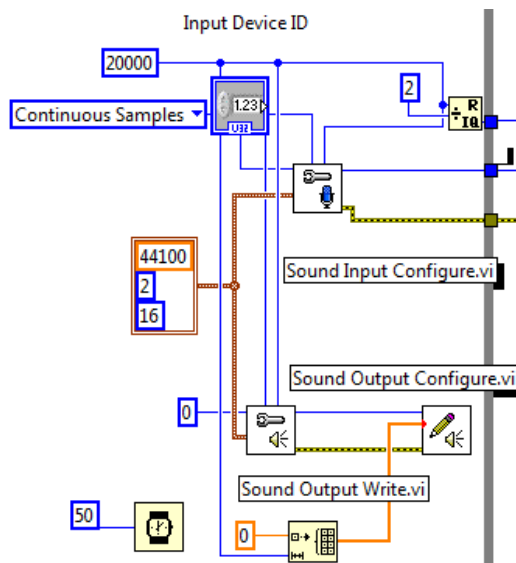 Input Device ID
20000
1.23
U32
2
R
IQ
Continuous Samples
44100
2
16
Sound Input Configure.vi
Sound Output Configure.vi
0
Sound Output Write.vi
50
0